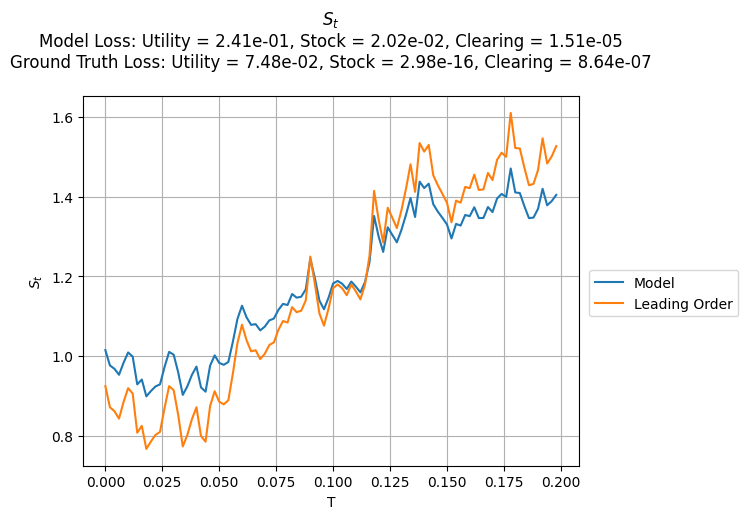 S_t
Model Loss: Utility = 2.41e-01, Stock = 2.02e-02, Clearing = 1.51e-05
Ground Truth Loss: Utility = 7.48e-02, Stock = 2.98e-16, Clearing = 8.64e-07
1.6
1.4
1.2
1.0
0.8
S_t
0.000 0.025 0.050 0.075 0.100 0.125 0.150 0.175 0.200
T
Model
Leading Order